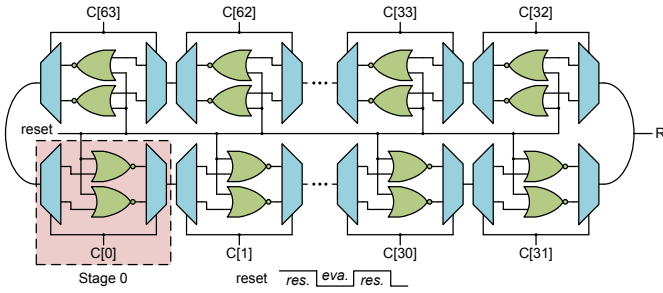 C[63] C[62] C[33] C[32]
reset
R
C[0] C[1] C[30] C[31]
Stage 0
reset res. eva. res.